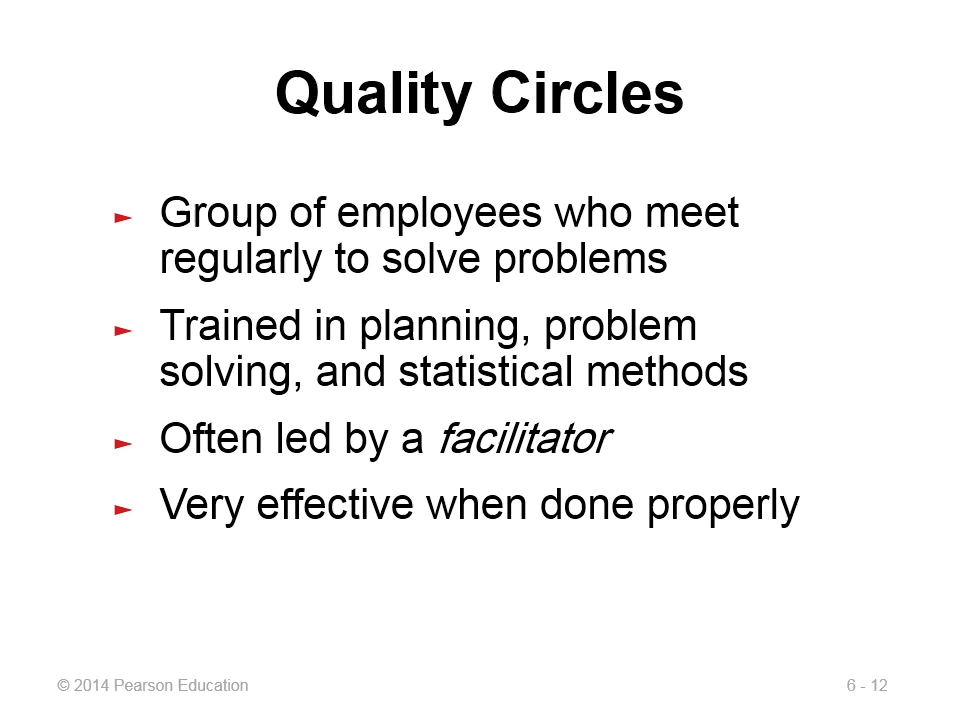 Quality Circles
► Group of employees who meet
regularly to solve problems
► Trained in planning, problem
solving, and statistical methods
► Often led by a facilitator
► Very effective when done properly
© 2014 Pearson Education
6 - 12